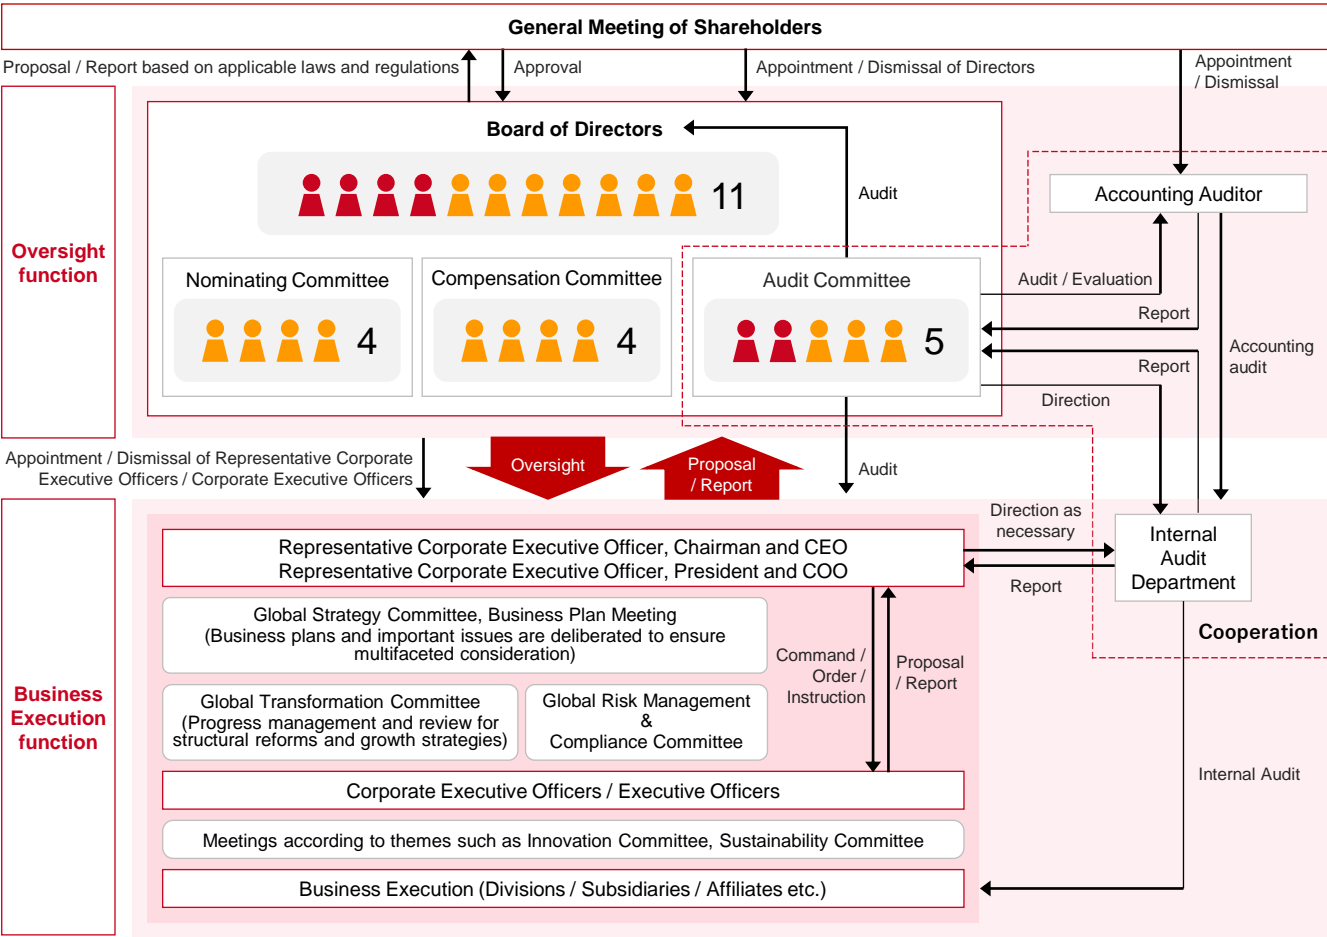 General Meeting of Shareholders
Proposal / Report based on applicable laws and regulations
Approval
Appointment / Dismissal of Directors
Appointment
/ Dismissal
Oversight
function
Board of Directors
11
Audit
Accounting Auditor
Nominating Committee
4
Compensation Committee
4
Audit Committee
5
Audit / Evaluation
Report
Report
Direction
Accounting
audit
Appointment / Dismissal of Representative Corporate
Executive Officers / Corporate Executive Officers
Oversight
Proposal
/ Report
Audit
Business
Execution
function
Representative Corporate Executive Officer, Chairman and CEO
Representative Corporate Executive Officer, President and COO
Direction as
necessary
Report
Internal
Audit
Department
Cooperation
Global Strategy Committee, Business Plan Meeting
(Business plans and important issues are deliberated to ensure
multifaceted consideration)
Global Transformation Committee
(Progress management and review for
structural reforms and growth strategies)
Global Risk Management
&
Compliance Committee
Command /
Order /
Instruction
Proposal
/ Report
Corporate Executive Officers / Executive Officers
Internal Audit
Meetings according to themes such as Innovation Committee, Sustainability Committee
Business Execution (Divisions / Subsidiaries / Affiliates etc.)